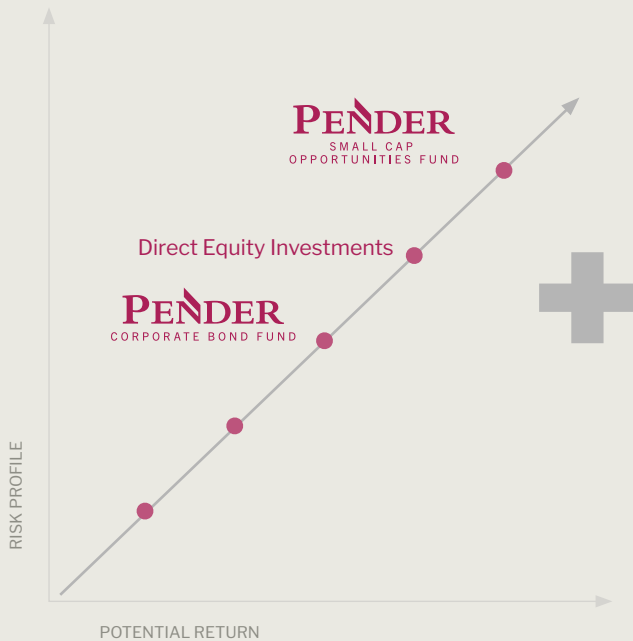 PENDER
SMALL CAP
OPPORTUNITIES FUND
Direct Equity Investments
PENDER
CORPORATE BOND FUND
RISK PROFILE
POTENTIAL RETURN